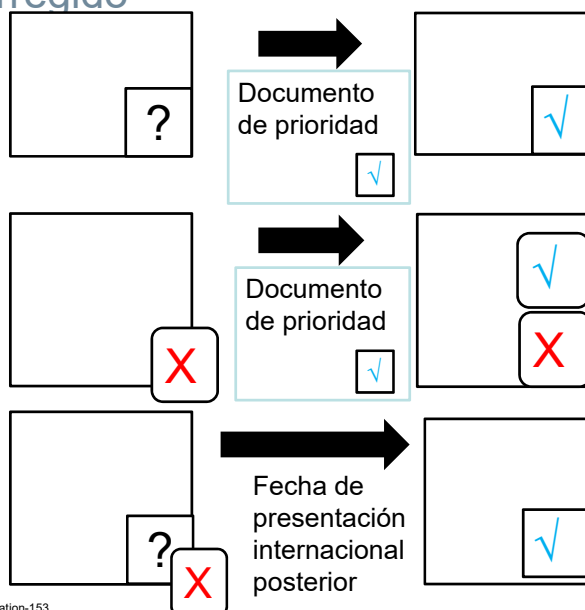 ?
Documento
de prioridad
√
√
Documento
de prioridad
√
X
√
X
?
X
Fecha de
presentación
internacional
posterior
√